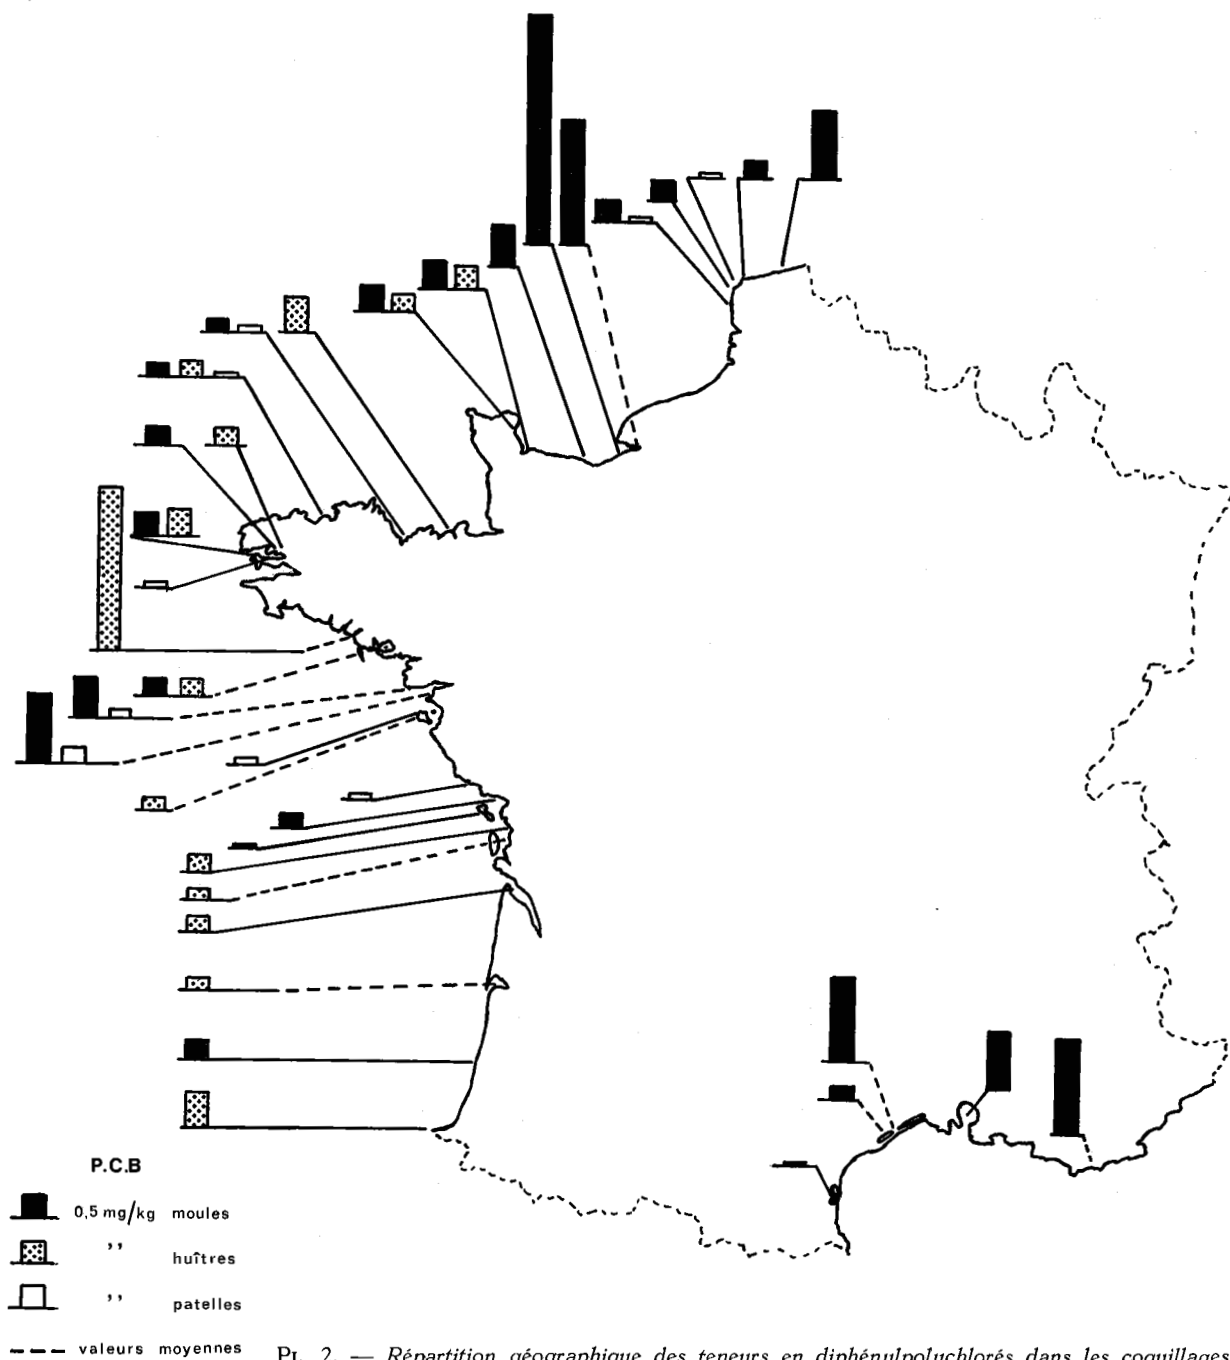 P.C.B
0,5 mg/kg moules
,, huîtres
,, patelles
valeurs moyennes
PL. 2. — Répartition géographique des teneurs en diphénylpolychlorés dans les coquillages